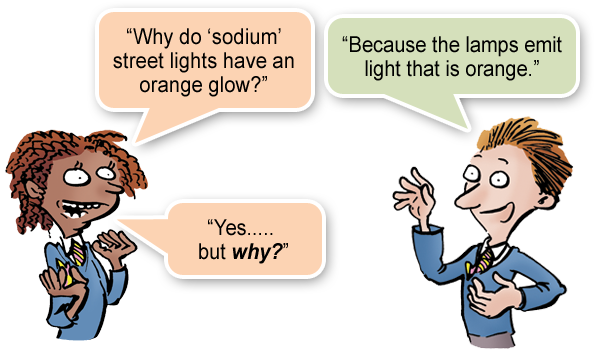 “Why do ‘sodium’
street lights have an
orange glow?”
“Because the lamps emit
light that is orange.”
“Yes.....
but why?”